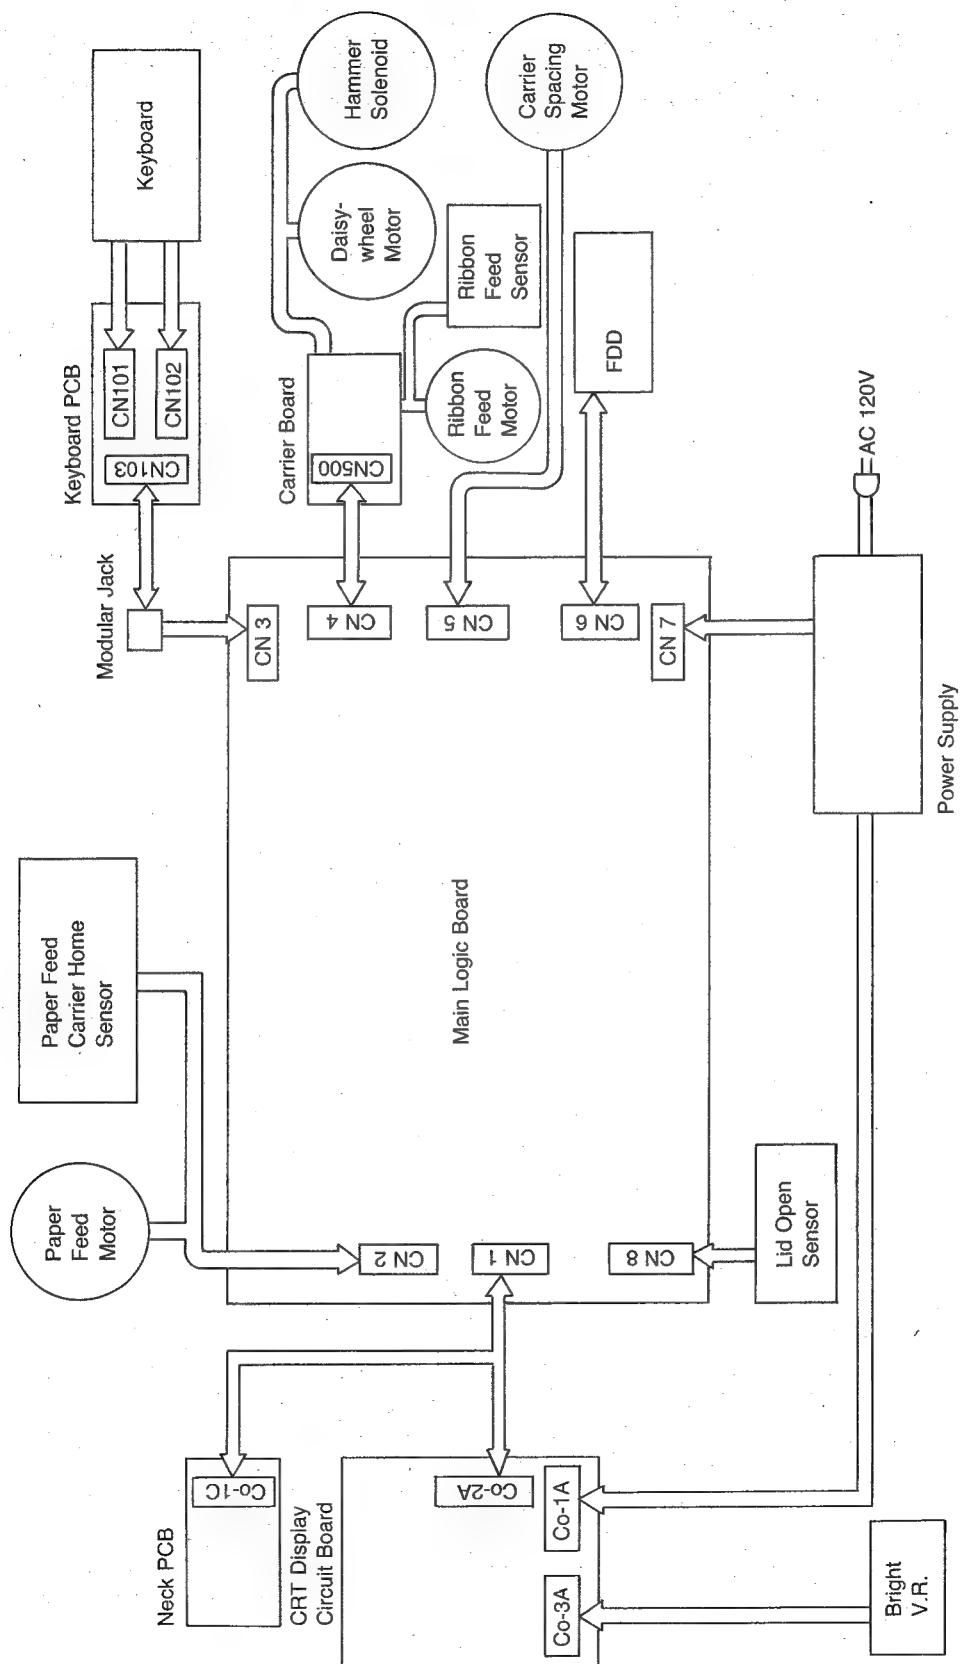 Neck PCB
Co-1C
CRT Display
Circuit Board
Co-2A
Co-1A
Co-3A
Bright
V.R.
Paper
Feed
Motor
Paper Feed
Carrier Home
Sensor
CN 2
CN 1
CN 8
Lid Open
Sensor
Main Logic Board
Modular Jack
CN 3
CN 4
CN 5
CN 6
CN 7
Power Supply
AC 120V
Keyboard PCB
CN103
CN101
CN102
Keyboard
Carrier Board
CN500
Hammer
Solenoid
Daisy-
wheel
Motor
Ribbon
Feed
Sensor
Ribbon
Feed
Motor
Carrier
Spacing
Motor
FDD